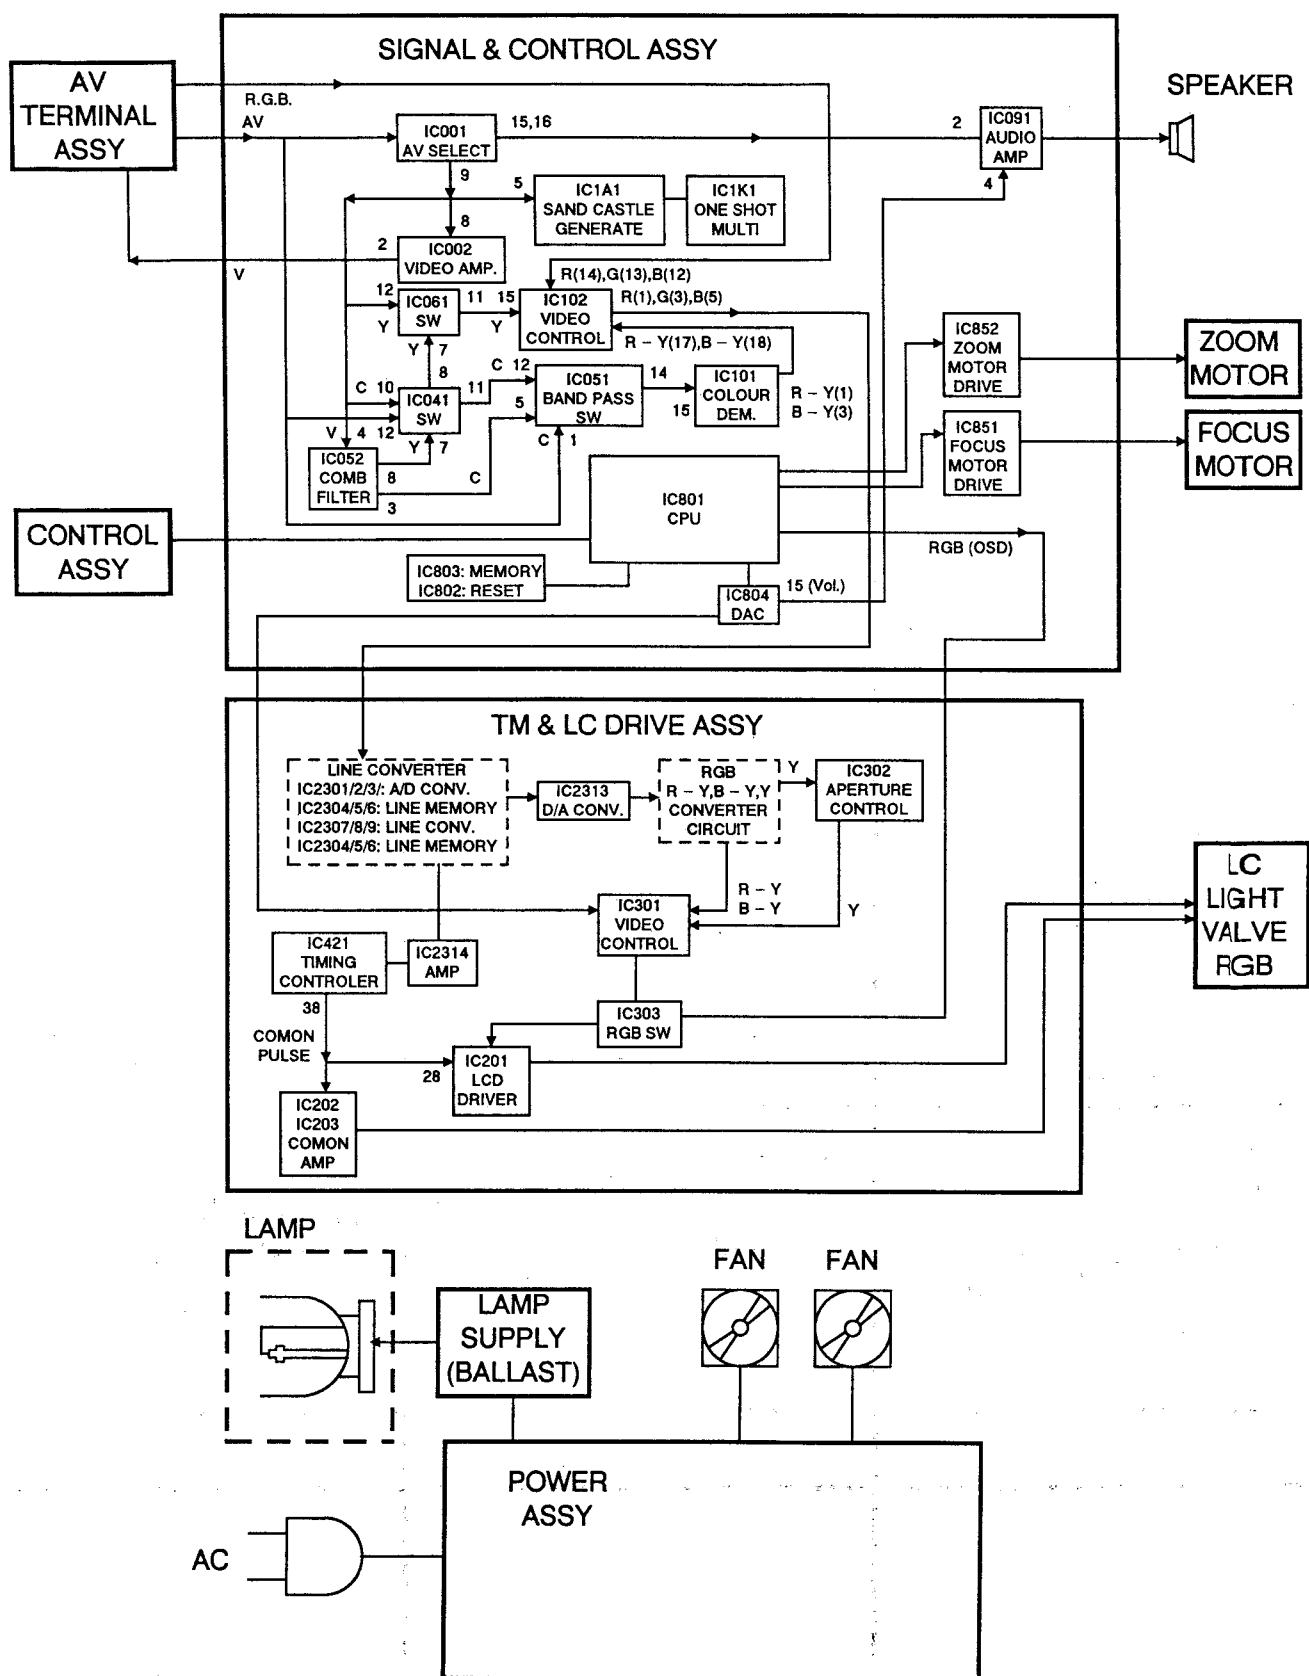 SIGNAL & CONTROL ASSY
AV
TERMINAL
ASSY
R.G.B.
AV
V
IC001
AV SELECT
15,16
9
8
5
IC1A1
SAND CASTLE
GENERATE
IC1K1
ONE SHOT
MULTI
2
IC091
AUDIO
AMP
4
SPEAKER
2
IC002
VIDEO AMP.
R(14),G(13),B(12)
12
Y
IC061
SW
11
15
Y
IC102
VIDEO
CONTROL
R(1),G(3),B(5)
R – Y(17),B – Y(18)
Y
7
8
C
10
12
IC041
SW
11
C
12
5
C
1
IC051
BAND PASS
SW
14
15
IC101
COLOUR
DEM.
R – Y(1)
B – Y(3)
V
4
Y
7
IC052
COMB
FILTER
8
3
C
IC852
ZOOM
MOTOR
DRIVE
ZOOM
MOTOR
IC851
FOCUS
MOTOR
DRIVE
FOCUS
MOTOR
IC801
CPU
RGB (OSD)
CONTROL
ASSY
IC803: MEMORY
IC802: RESET
IC804
DAC
15 (Vol.)
TM & LC DRIVE ASSY
LINE CONVERTER
IC2301/2/3/: A/D CONV.
IC2304/5/6: LINE MEMORY
IC2307/8/9: LINE CONV.
IC2304/5/6: LINE MEMORY
IC2313
D/A CONV.
RGB
R – Y,B – Y,Y
CONVERTER
CIRCUIT
Y
IC302
APERTURE
CONTROL
R – Y
B – Y
Y
IC301
VIDEO
CONTROL
LC
LIGHT
VALVE
RGB
IC421
TIMING
CONTROLER
IC2314
AMP
38
COMON
PULSE
IC303
RGB SW
28
IC201
LCD
DRIVER
IC202
IC203
COMON
AMP
LAMP
LAMP
SUPPLY
(BALLAST)
FAN
FAN
POWER
ASSY
AC